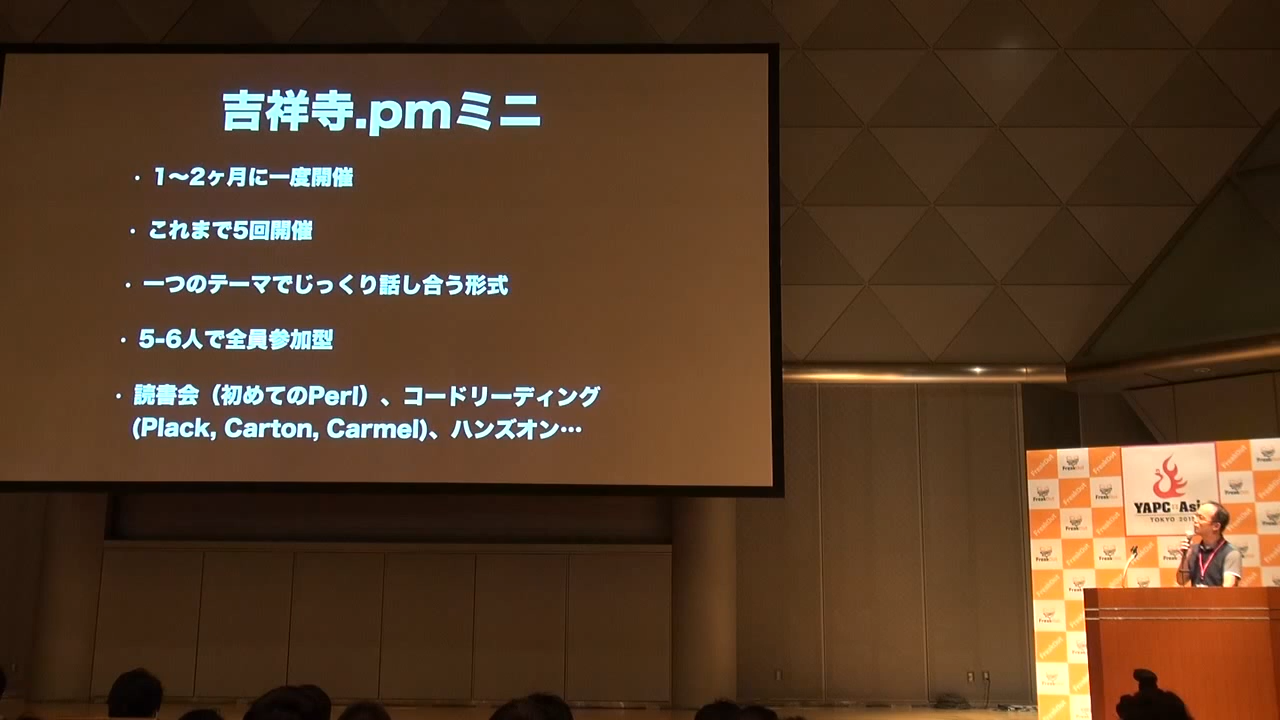 吉祥寺.pmミニ
・1〜2ヶ月に一度開催
・これまで5回開催
・一つのテーマでじっくり話し合う形式
・5-6人で全員参加型
・読書会（初めてのPerl）、コードリーディング
(Plack, Carton, Carmel)、ハンズオン…
FreakOut
YAPC::Asia
TOKYO